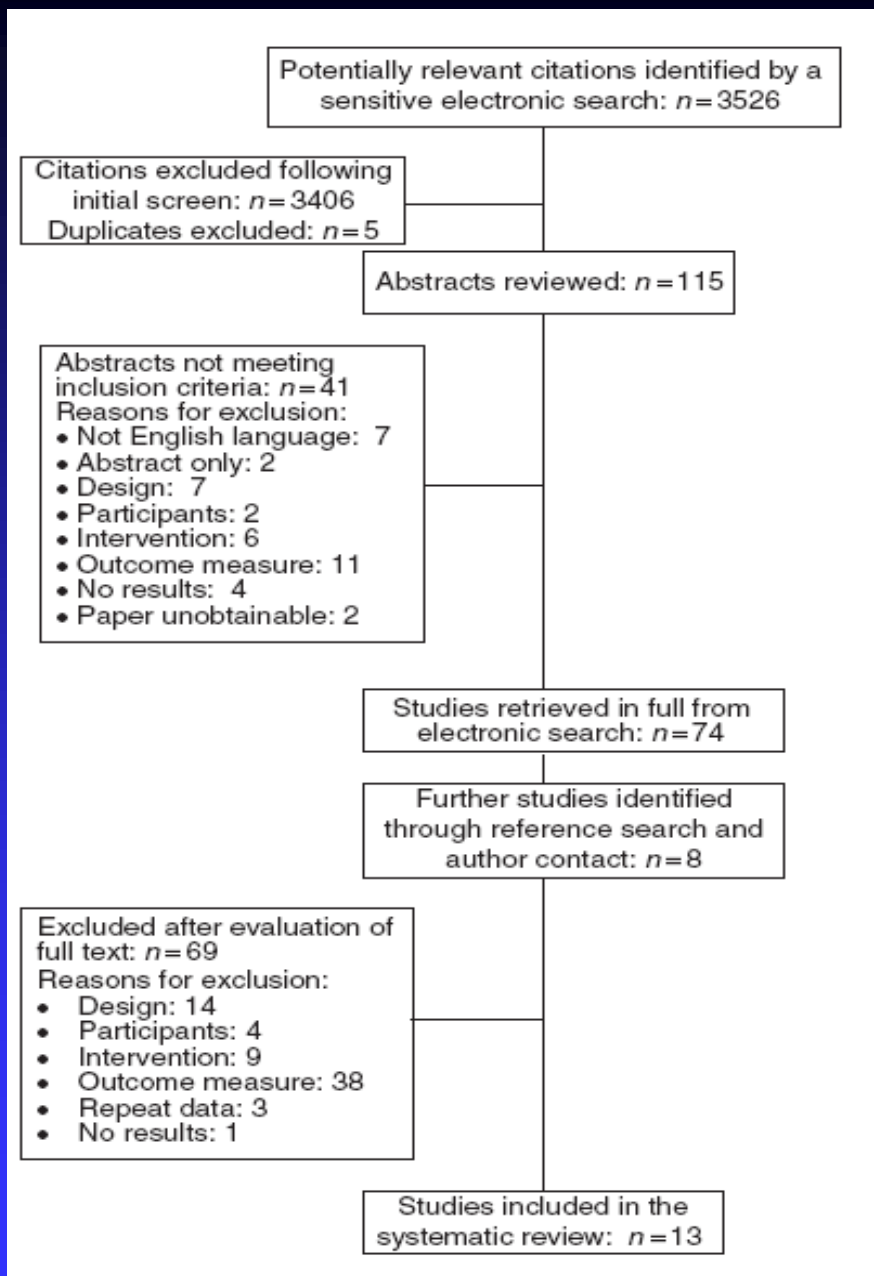 Potentially relevant citations identified by a
sensitive electronic search: n=3526
Citations excluded following
initial screen: n=3406
Duplicates excluded: n=5
Abstracts reviewed: n=115
Abstracts not meeting
inclusion criteria: n=41
Reasons for exclusion:
• Not English language: 7
• Abstract only: 2
• Design: 7
• Participants: 2
• Intervention: 6
• Outcome measure: 11
• No results: 4
• Paper unobtainable: 2
Studies retrieved in full from
electronic search: n=74
Further studies identified
through reference search and
author contact: n=8
Excluded after evaluation of
full text: n=69
Reasons for exclusion:
• Design: 14
• Participants: 4
• Intervention: 9
• Outcome measure: 38
• Repeat data: 3
• No results: 1
Studies included in the
systematic review: n=13